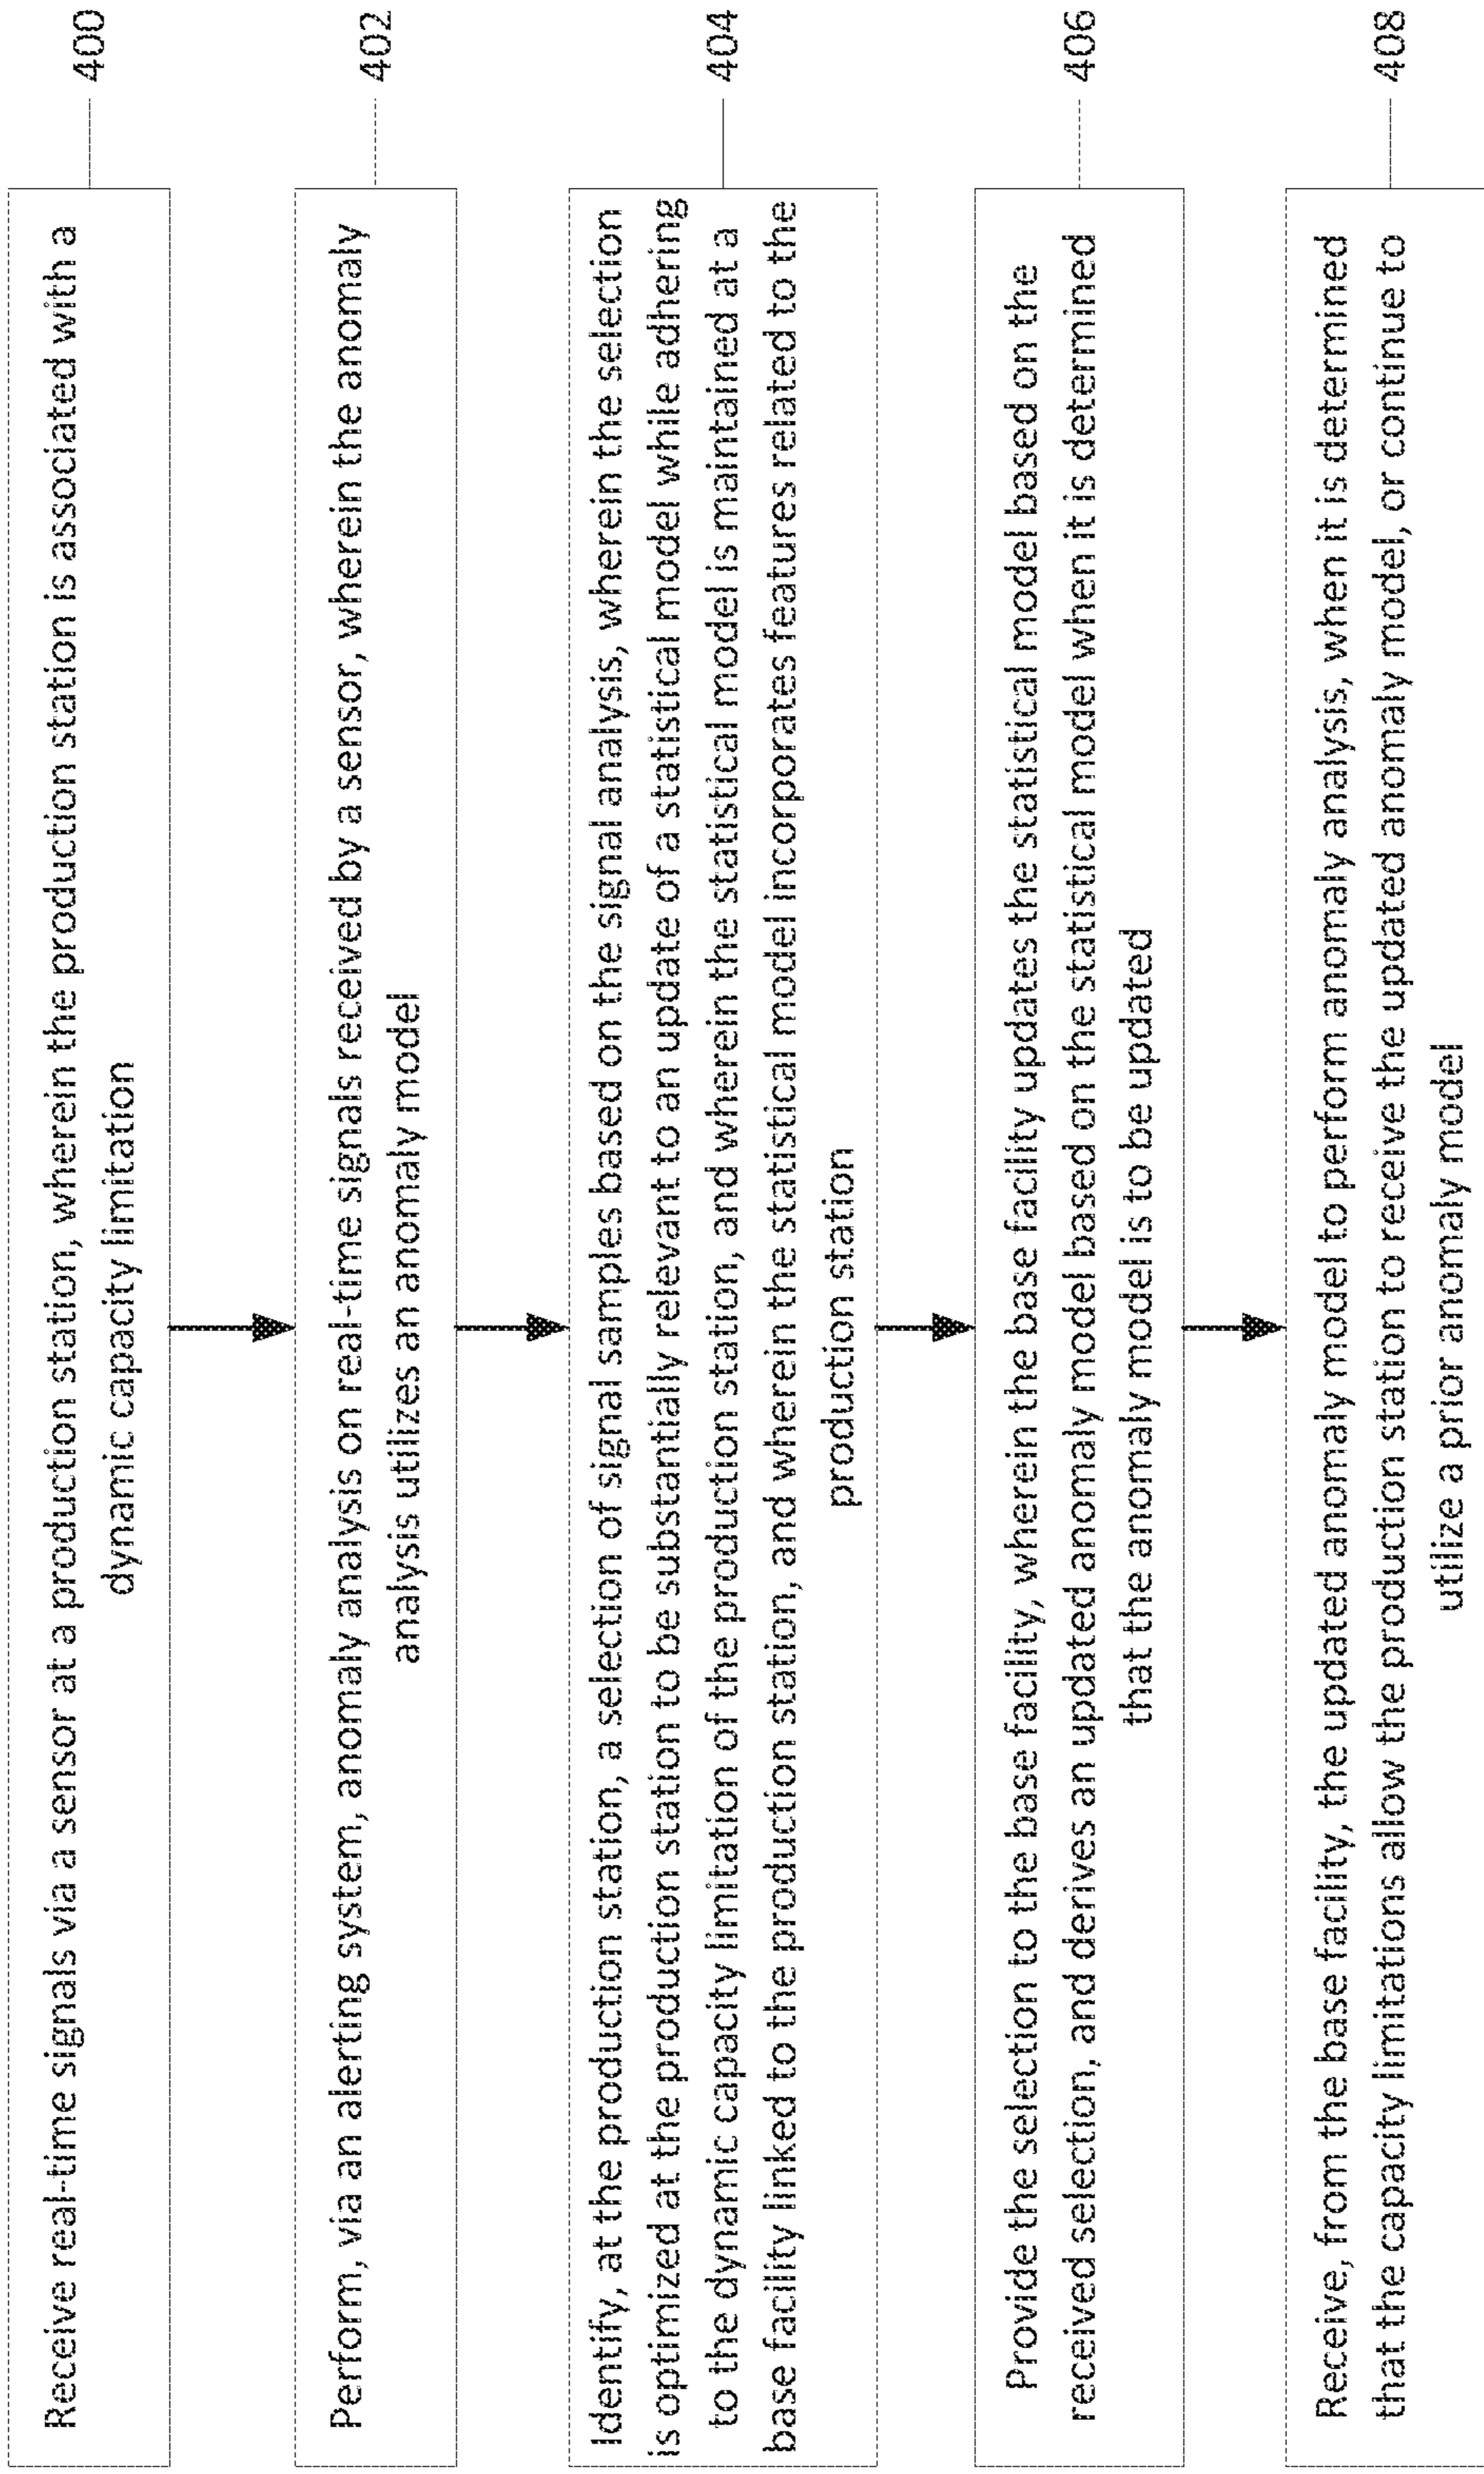 Receive real-time signals via a sensor at a production station, wherein the production station is associated with a
dynamic capacity limitation
400
Perform, via an alerting system, anomaly analysis on real-time signals received by a sensor, wherein the anomaly
analysis utilizes an anomaly model
402
Identify, at the production station, a selection of signal samples based on the signal analysis, wherein the selection
is optimized at the production station to be substantially relevant to an update of a statistical model while adhering
to the dynamic capacity limitation of the production station, and wherein the statistical model is maintained at a
base facility linked to the production station, and wherein the statistical model incorporates features related to the
production station
404
Provide the selection to the base facility, wherein the base facility updates the statistical model based on the
received selection, and derives an updated anomaly model based on the statistical model when it is determined
that the anomaly model is to be updated
406
Receive, from the base facility, the updated anomaly model to perform anomaly analysis, when it is determined
that the capacity limitations allow the production station to receive the updated anomaly model, or continue to
utilize a prior anomaly model
408